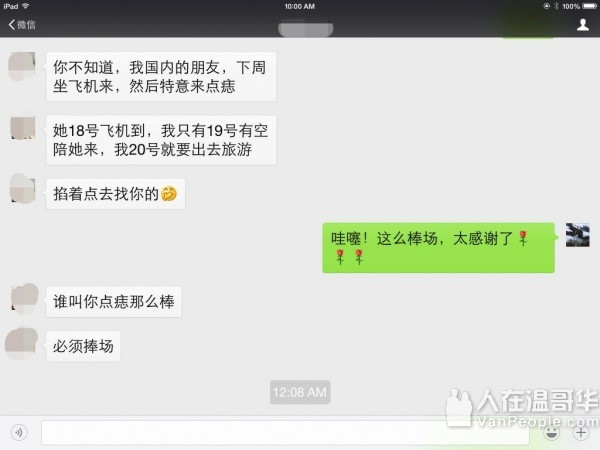 iPad
10:00 AM
100%
微信
你不知道，我国内的朋友，下周
坐飞机来，然后特意来点痣
她18号飞机到，我只有19号有空
陪她来，我20号就要出去旅游
掐着点去找你的
哇噻！这么棒场，太感谢了
谁叫你点痣那么棒
必须捧场
12:08 AM
人在温哥华
VanPeople.com